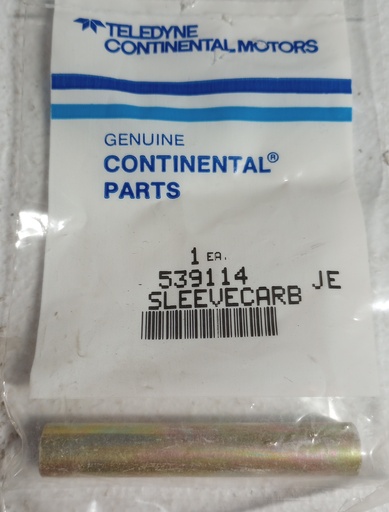 TELEDYNE
CONTINENTAL MOTORS
GENUINE
CONTINENTAL®
PARTS
1 EA.
539114 JE
SLEEVECARB